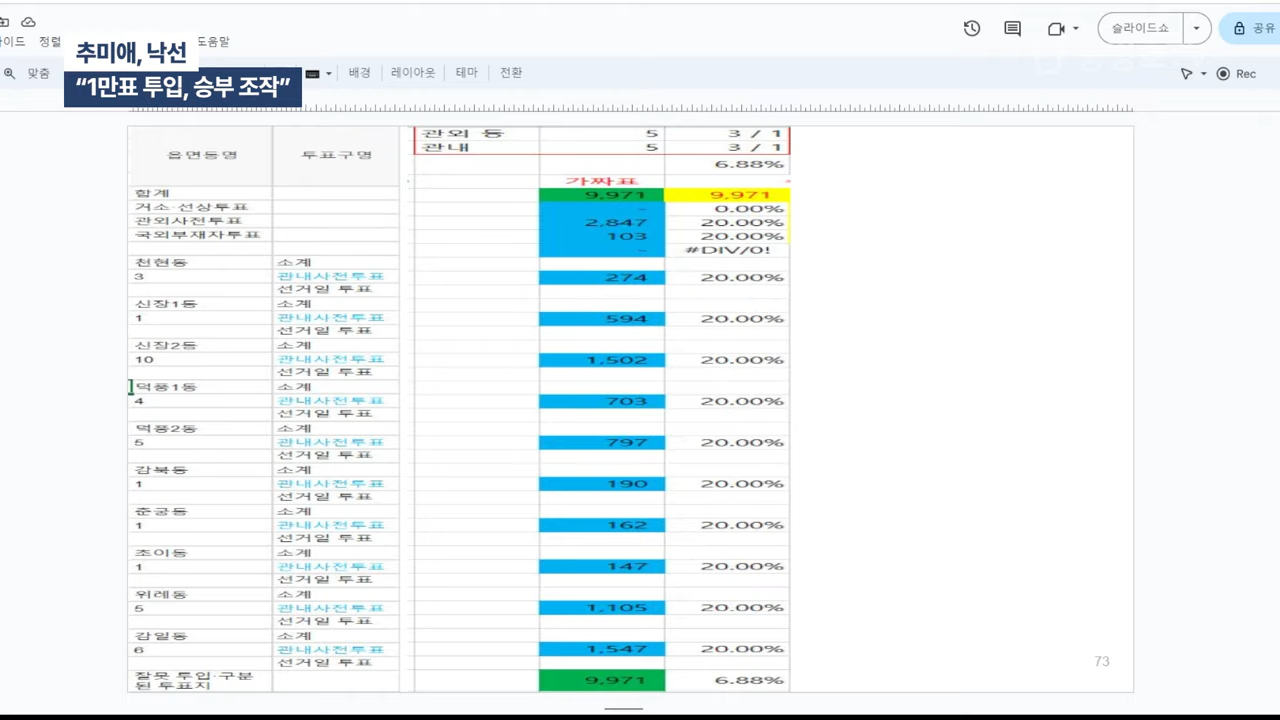 추미애, 낙선
“1만표 투입, 승부 조작”
정렬
도움말
슬라이드쇼
공유
맞춤
배경
레이아웃
테마
전환
Rec
읍면동명 투표구명
관외 등 5 3 / 1
관내 5 3 / 1
6.88%
가짜표
합계 9,971 9,971
거소·선상투표 - 0.00%
관외사전투표 2,847 20.00%
국외부재자투표 103 20.00%
- #DIV/0!
천현동 소계
3 관내사전투표 274 20.00%
선거일 투표
신장1동 소계
1 관내사전투표 594 20.00%
선거일 투표
신장2동 소계
10 관내사전투표 1,502 20.00%
선거일 투표
덕풍1동 소계
4 관내사전투표 703 20.00%
선거일 투표
덕풍2동 소계
5 관내사전투표 797 20.00%
선거일 투표
감북동 소계
1 관내사전투표 190 20.00%
선거일 투표
춘궁동 소계
1 관내사전투표 162 20.00%
선거일 투표
초이동 소계
1 관내사전투표 147 20.00%
선거일 투표
위례동 소계
5 관내사전투표 1,105 20.00%
선거일 투표
감일동 소계
6 관내사전투표 1,547 20.00%
선거일 투표
잘못 투입·구분
된 투표지 9,971 6.88%
73